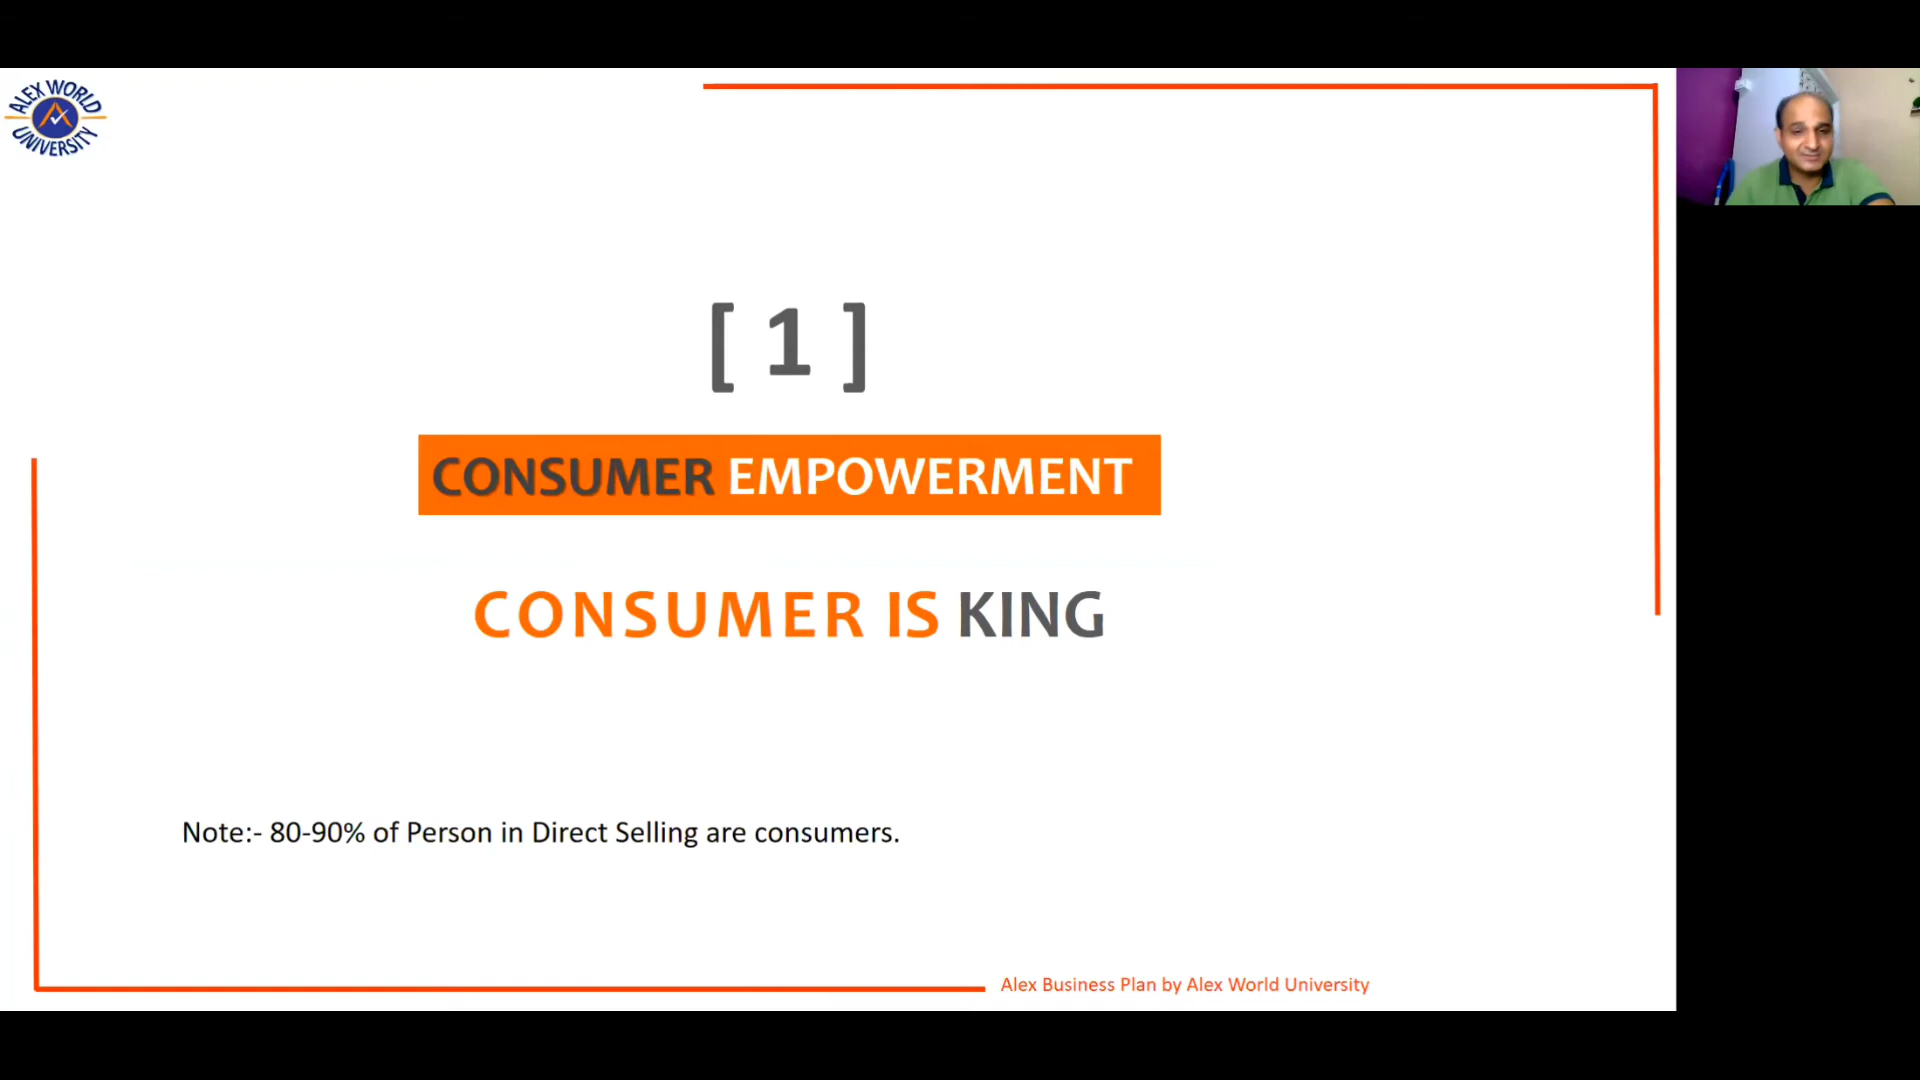 ALEX WORLD
UNIVERSITY
[ 1 ]
CONSUMER EMPOWERMENT
CONSUMER IS KING
Note:- 80-90% of Person in Direct Selling are consumers.
Alex Business Plan by Alex World University